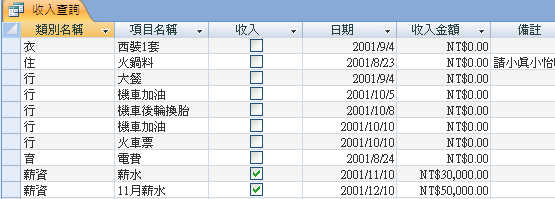 收入查詢
類別名稱 項目名稱 收入 日期 收入金額 備註
衣 西裝1套 2001/9/4 NT$0.00
住 火鍋料 2001/8/23 NT$0.00 請小真小怡
行 大餐 2001/9/4 NT$0.00
行 機車加油 2001/10/5 NT$0.00
行 機車後輪換胎 2001/10/8 NT$0.00
行 機車加油 2001/10/10 NT$0.00
行 火車票 2001/10/10 NT$0.00
育 電費 2001/8/24 NT$0.00
薪資 薪水 2001/11/10 NT$30,000.00
薪資 11月薪水 2001/12/10 NT$50,000.00